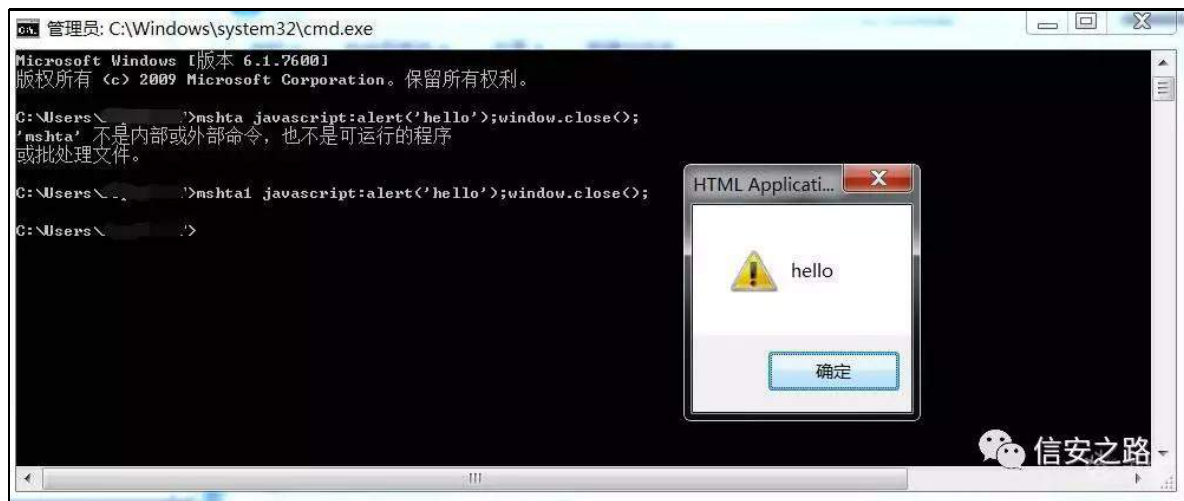 管理员: C:\Windows\system32\cmd.exe
Microsoft Windows [版本 6.1.7600]
版权所有 (c) 2009 Microsoft Corporation。保留所有权利。
C:\Users\ >mshta javascript:alert('hello');window.close();
'mshta' 不是内部或外部命令，也不是可运行的程序
或批处理文件。
C:\Users\ >mshta1 javascript:alert('hello');window.close();
C:\Users\ >
HTML Applicati...
hello
确定
信安之路